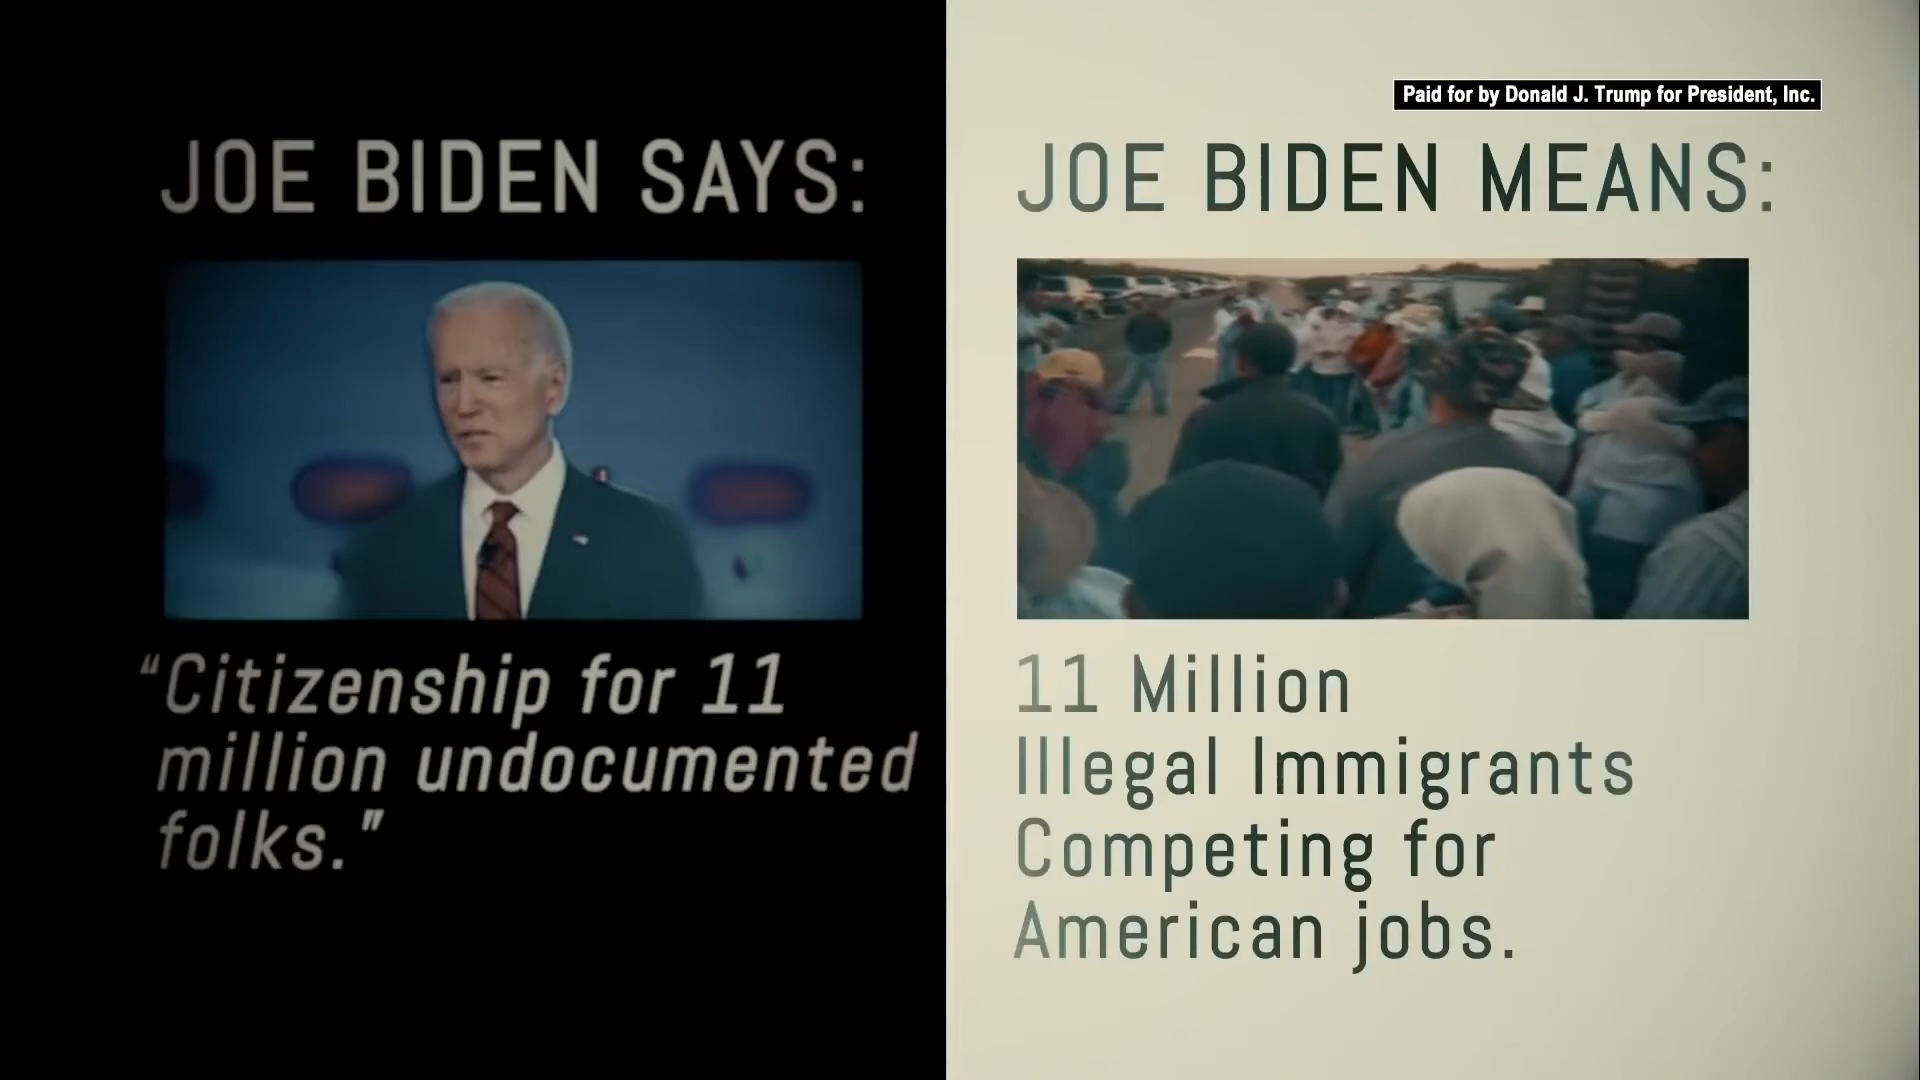 Paid for by Donald J. Trump for President, Inc.
JOE BIDEN SAYS:
“Citizenship for 11
million undocumented
folks.”
JOE BIDEN MEANS:
11 Million
Illegal Immigrants
Competing for
American jobs.